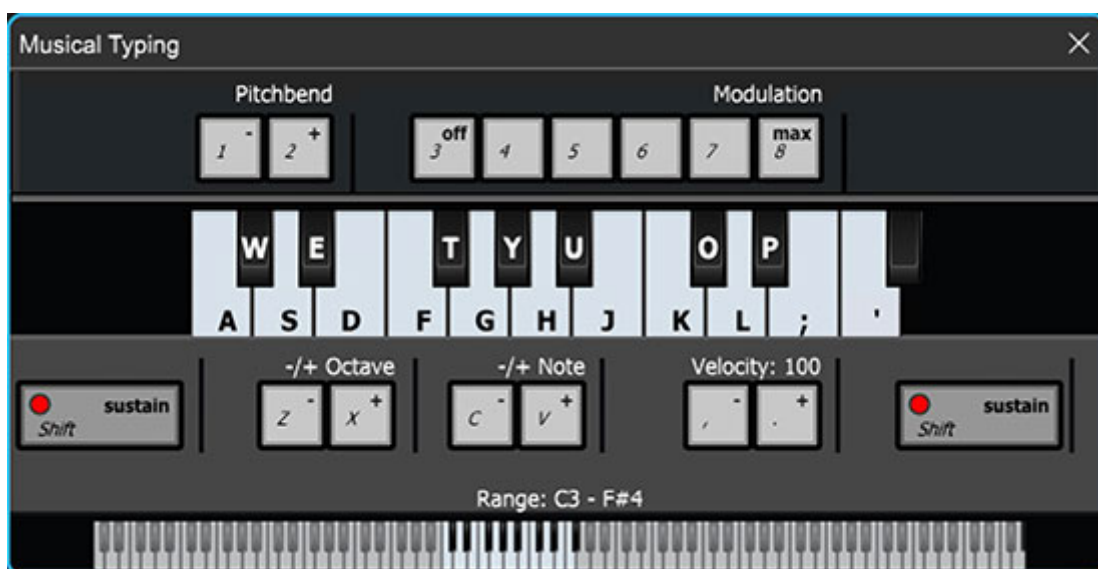 Musical Typing
Pitchbend Modulation
1 - 2 + 3 off 4 5 6 7 8 max
W E T Y U O P
A S D F G H J K L ; '
-/+ Octave -/+ Note Velocity: 100
sustain Z - X + C - V + , - . + sustain
Shift Shift
Range: C3 - F#4